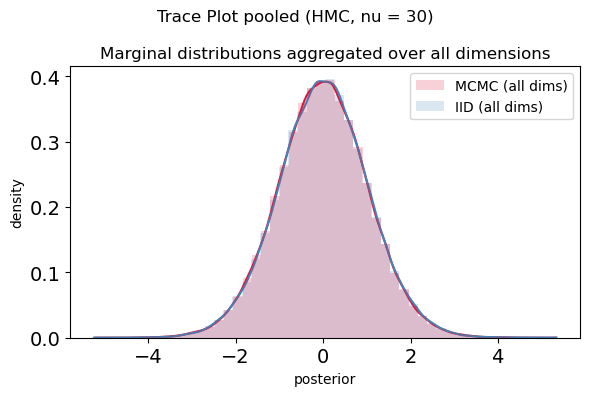 Trace Plot pooled (HMC, nu = 30)
Marginal distributions aggregated over all dimensions
MCMC (all dims)
IID (all dims)
density
0.4
0.3
0.2
0.1
0.0
−4
−2
0
2
4
posterior